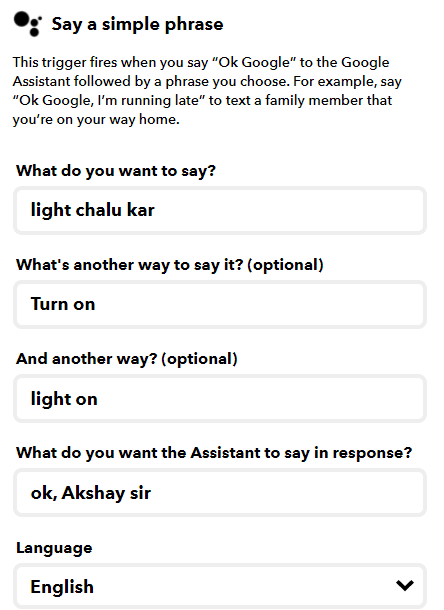 Say a simple phrase
This trigger fires when you say “Ok Google” to the Google
Assistant followed by a phrase you choose. For example, say
“Ok Google, I’m running late” to text a family member that
you’re on your way home.
What do you want to say?
light chalu kar
What's another way to say it? (optional)
Turn on
And another way? (optional)
light on
What do you want the Assistant to say in response?
ok, Akshay sir
Language
English